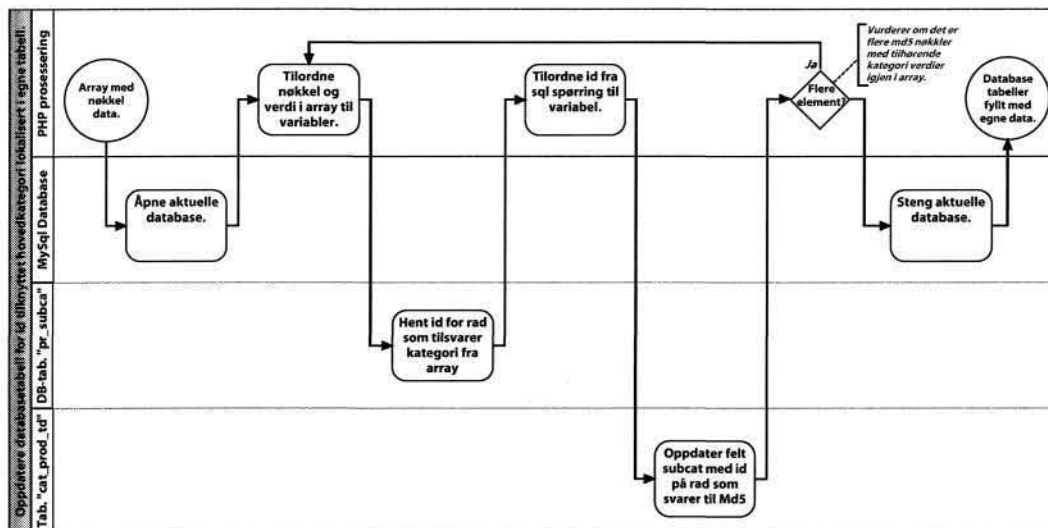 Oppdatere databasetabell for id tilknyttet hovedkategori lokalisert i egne tabell.
PHP prosessering
Array med
nøkkel
data.
Tilordne
nøkkel og
verdi i array til
variabler.
Tilordne id fra
sql spørring til
variabel.
Ja
Flere
element?
Vurderer om det er
flere md5 nøkkler
med tilhørende
kategori verdier
igjen i array.
Database
tabeller
fyllt med
egne data.
MySql Database
Åpne aktuelle
database.
Steng aktuelle
database.
DB-tab. "pr_subca"
Hent id for rad
som tilsvarer
kategori fra
array
Tab. "cat_prod_td"
Oppdater felt
subcat med id
på rad som
svarer til Md5